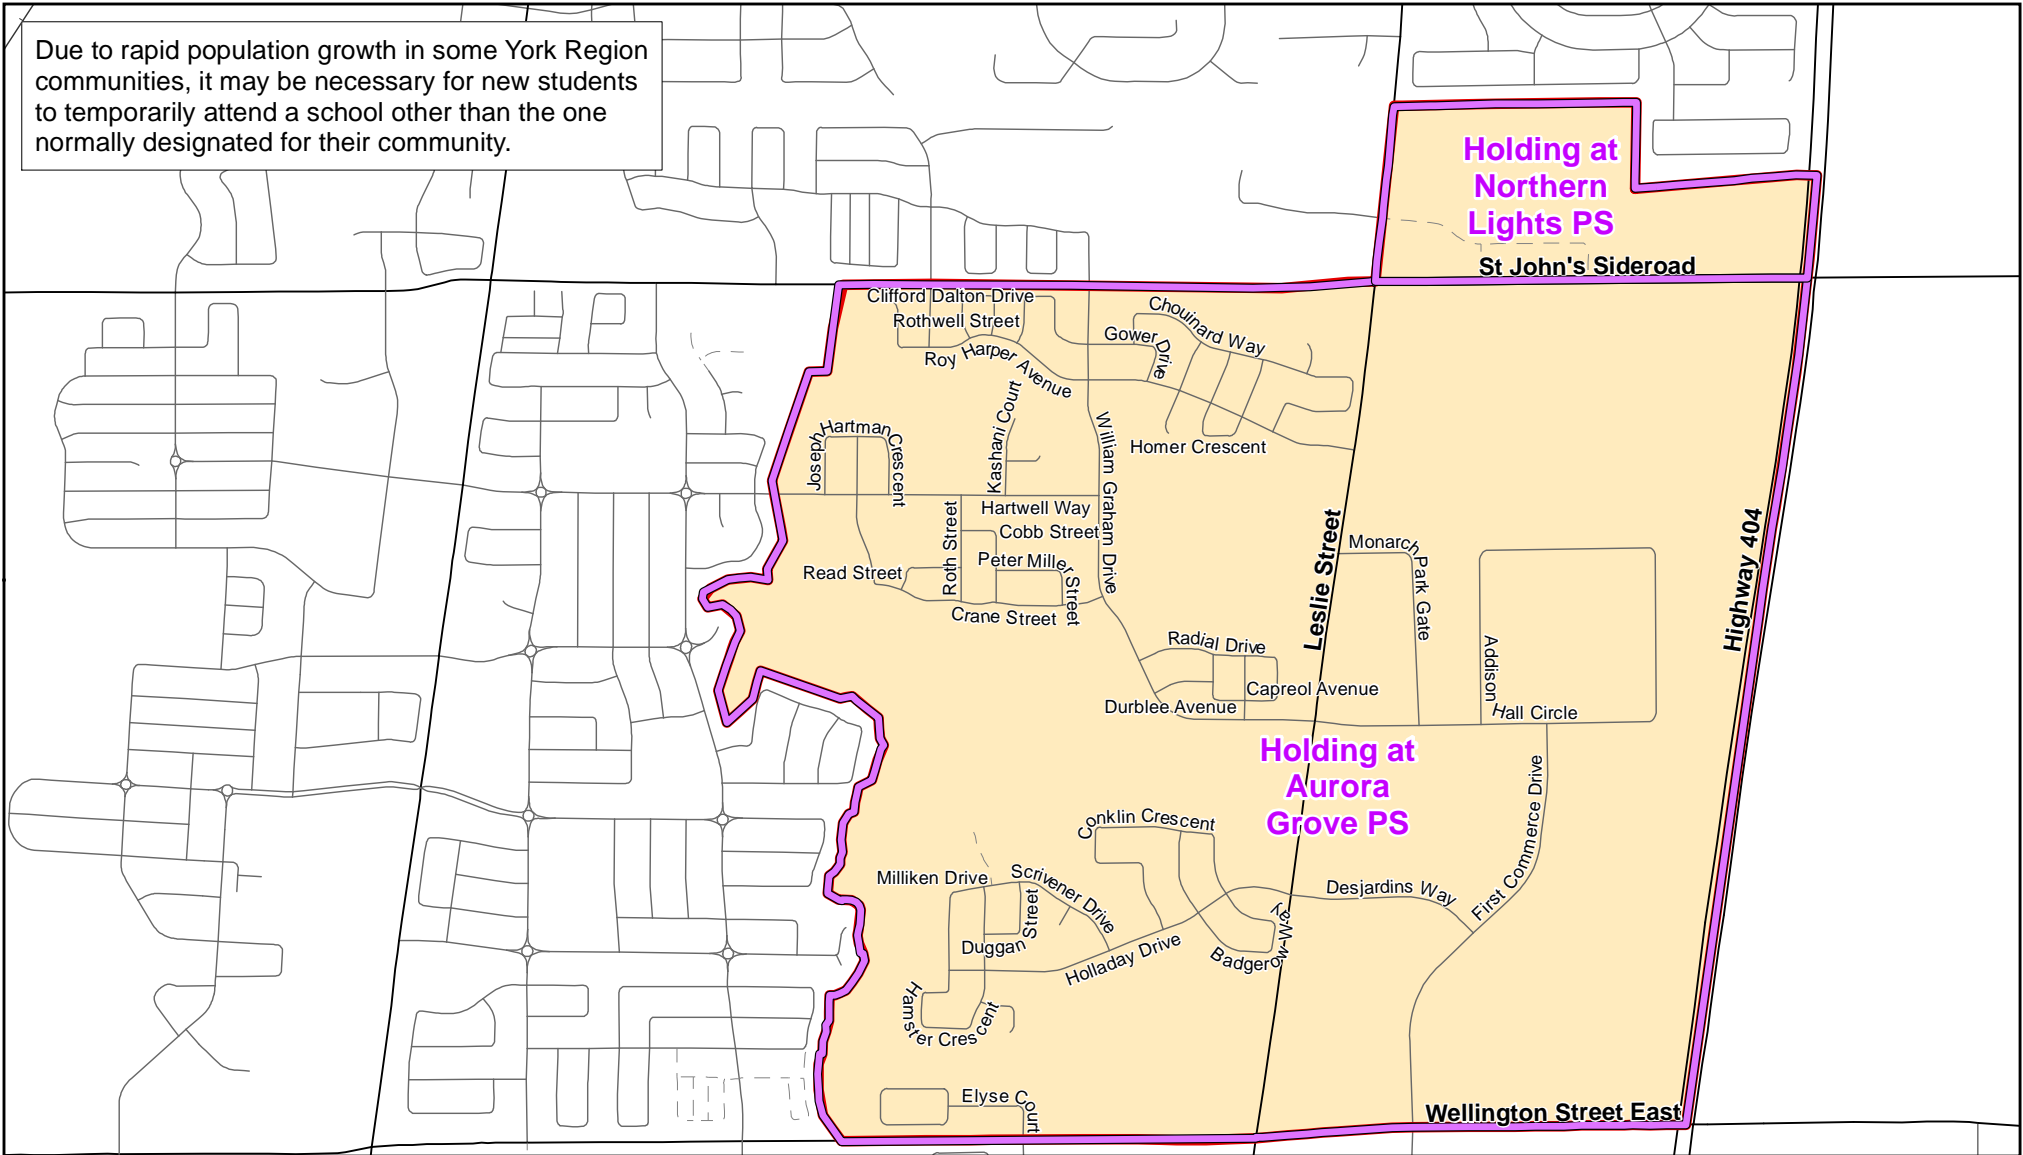 Due to rapid population growth in some York Region
communities, it may be necessary for new students
to temporarily attend a school other than the one
normally designated for their community.
Holding at
Northern
Lights PS
St John's Sideroad
Clifford Dalton Drive
Rothwell Street
Roy Harper Avenue
Gower Drive
Chouinard Way
Joseph Hartman Crescent
Kashani Court
William Graham Drive
Homer Crescent
Hartwell Way
Cobb Street
Roth Street
Peter Miller Street
Read Street
Crane Street
Leslie Street
Monarch Park Gate
Highway 404
Radial Drive
Capreol Avenue
Durblee Avenue
Addison Hall Circle
Holding at
Aurora
Grove PS
First Commerce Drive
Conklin Crescent
Milliken Drive
Scrivener Drive
Duggan Street
Desjardins Way
Holladay Drive
Badgerow Way
Hamster Crescent
Elyse Court
Wellington Street East